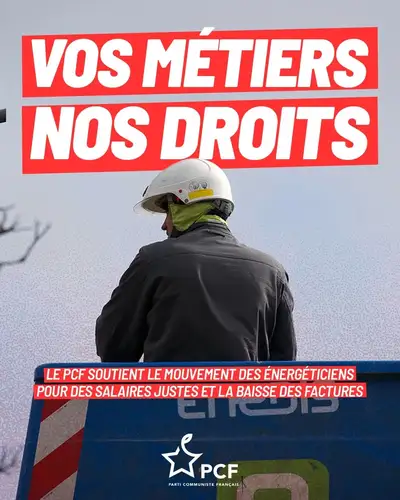 VOS MÉTIERS
NOS DROITS
LE PCF SOUTIENT LE MOUVEMENT DES ÉNERGÉTICIENS
POUR DES SALAIRES JUSTES ET LA BAISSE DES FACTURES
ENEDIS
PCF
PARTI COMMUNISTE FRANÇAIS